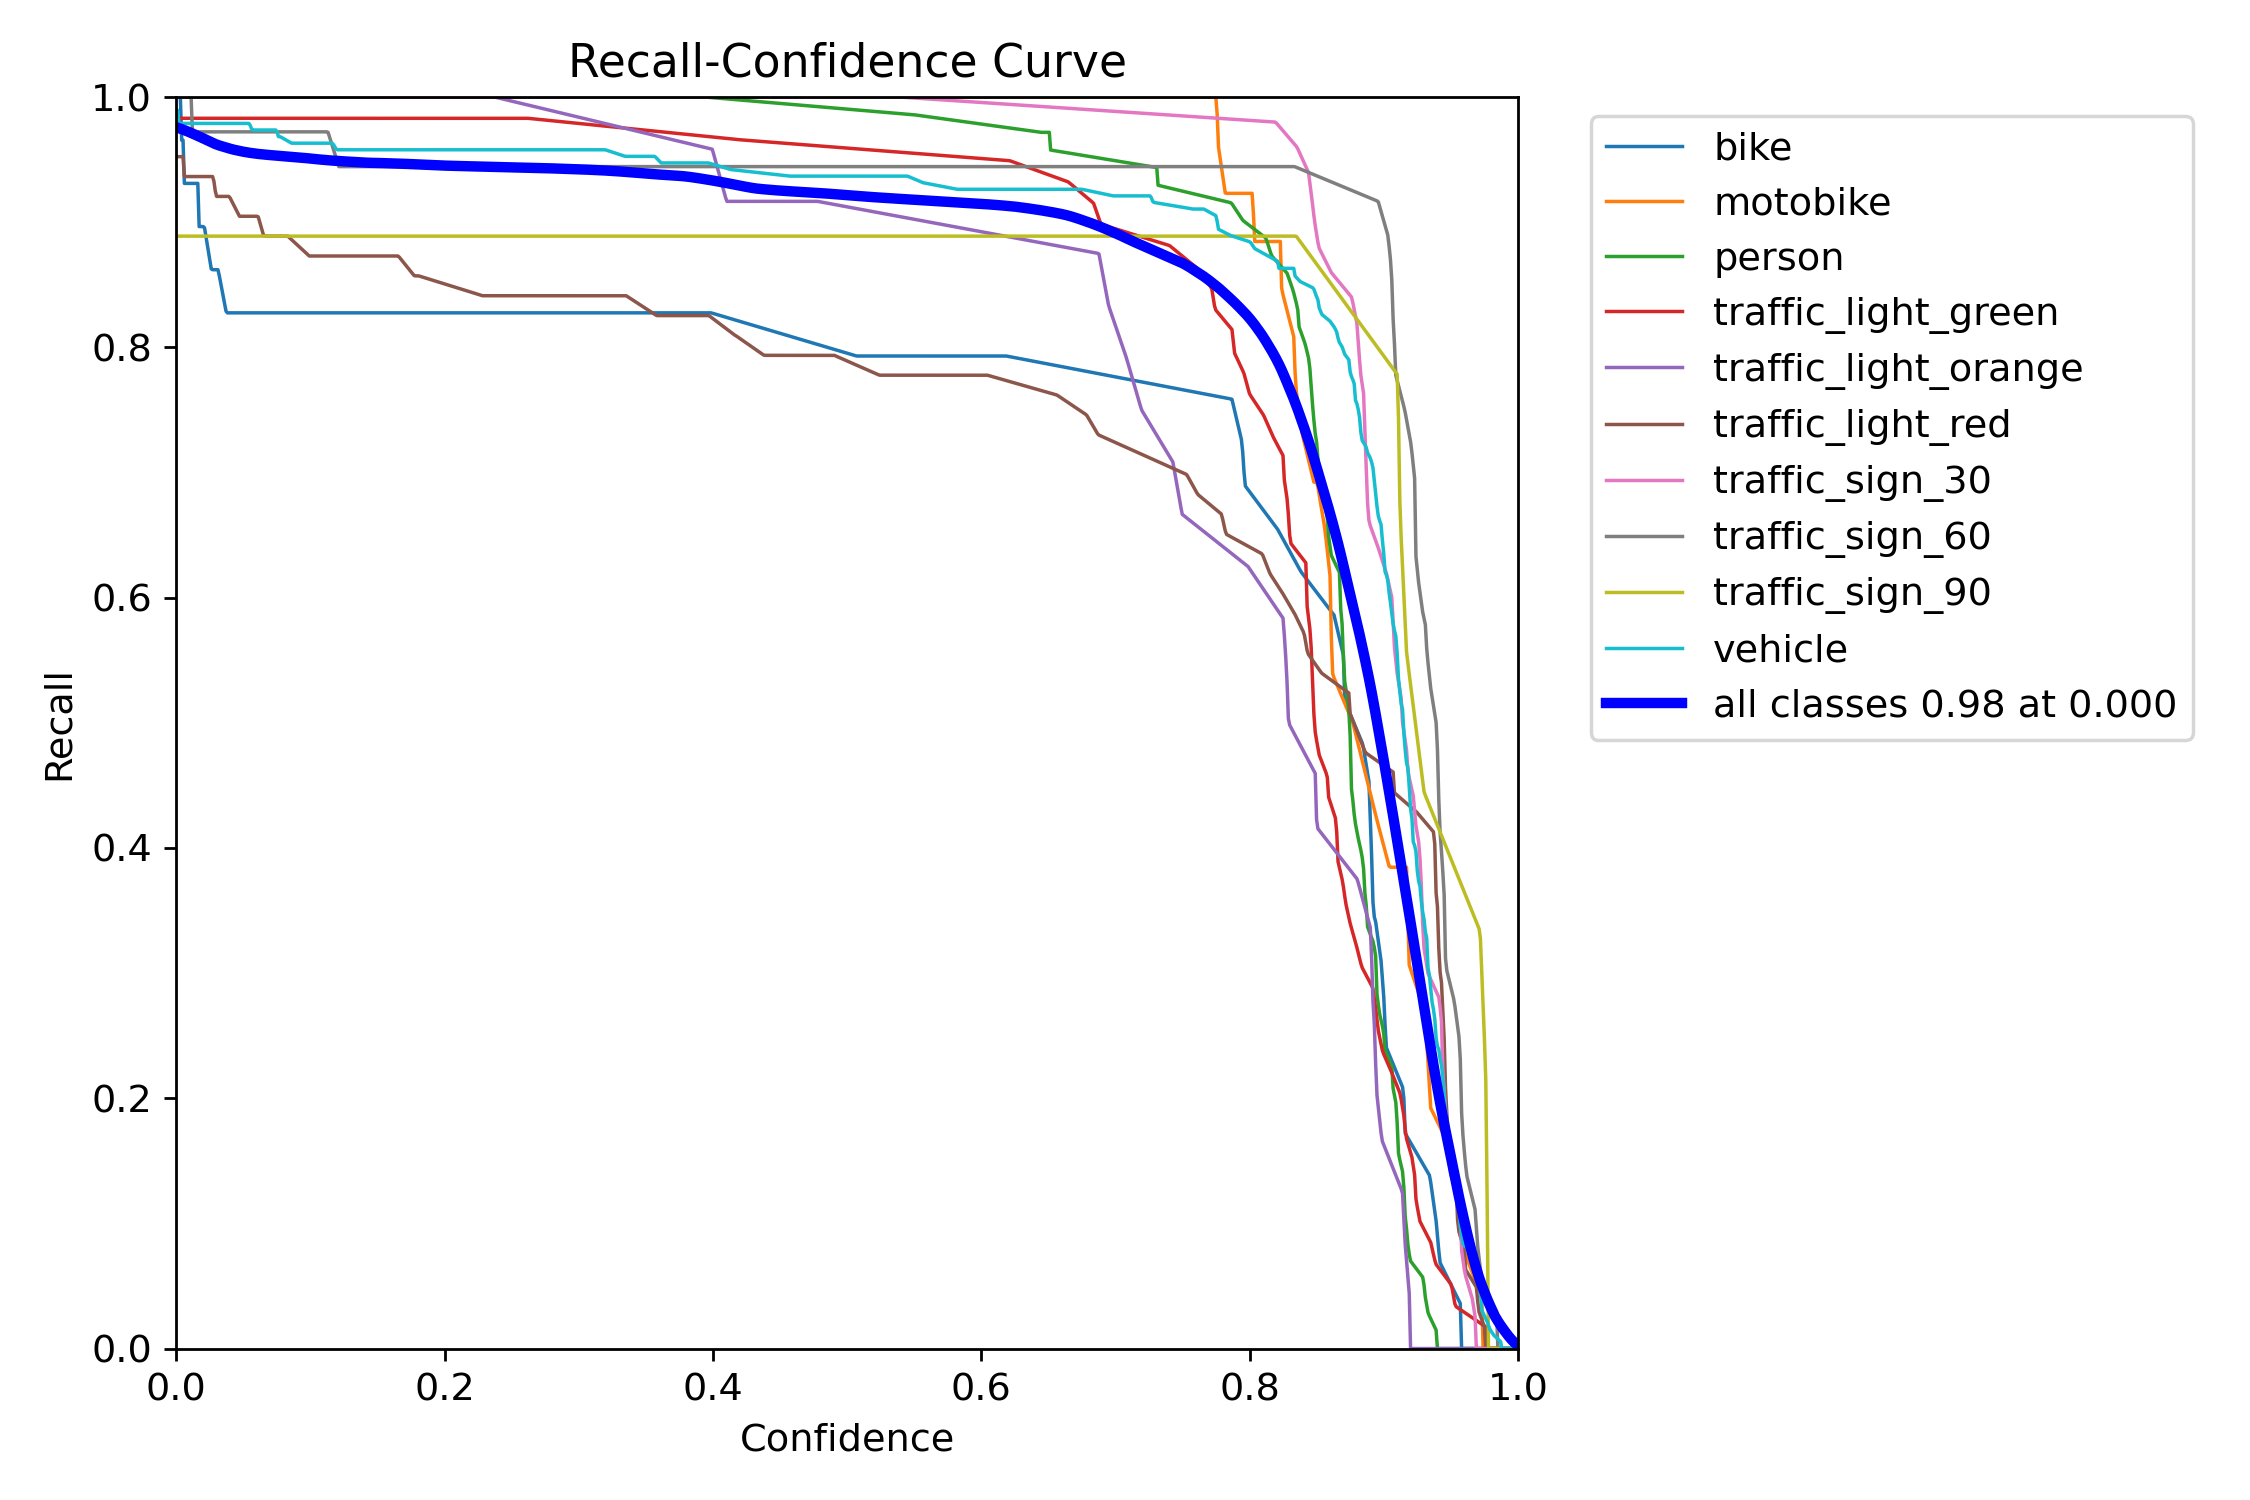 Recall-Confidence Curve
1.0
0.8
0.6
0.4
0.2
0.0
Recall
0.0 0.2 0.4 0.6 0.8 1.0
Confidence
bike
motobike
person
traffic_light_green
traffic_light_orange
traffic_light_red
traffic_sign_30
traffic_sign_60
traffic_sign_90
vehicle
all classes 0.98 at 0.000